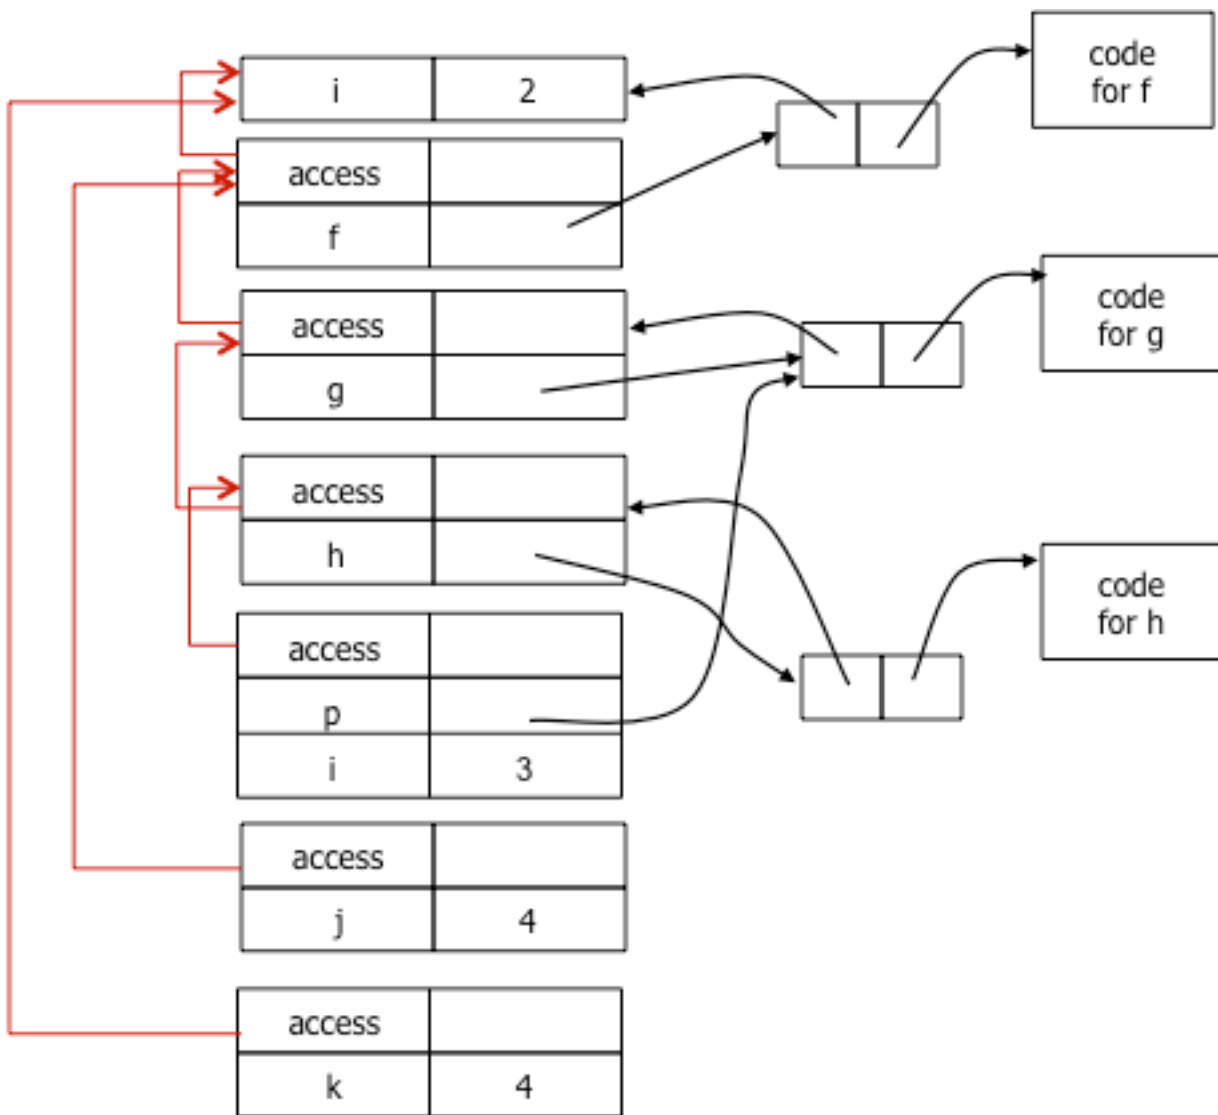 code
for f
i 2
access
f
access
g
code
for g
access
h
code
for h
access
p
i 3
access
j 4
access
k 4